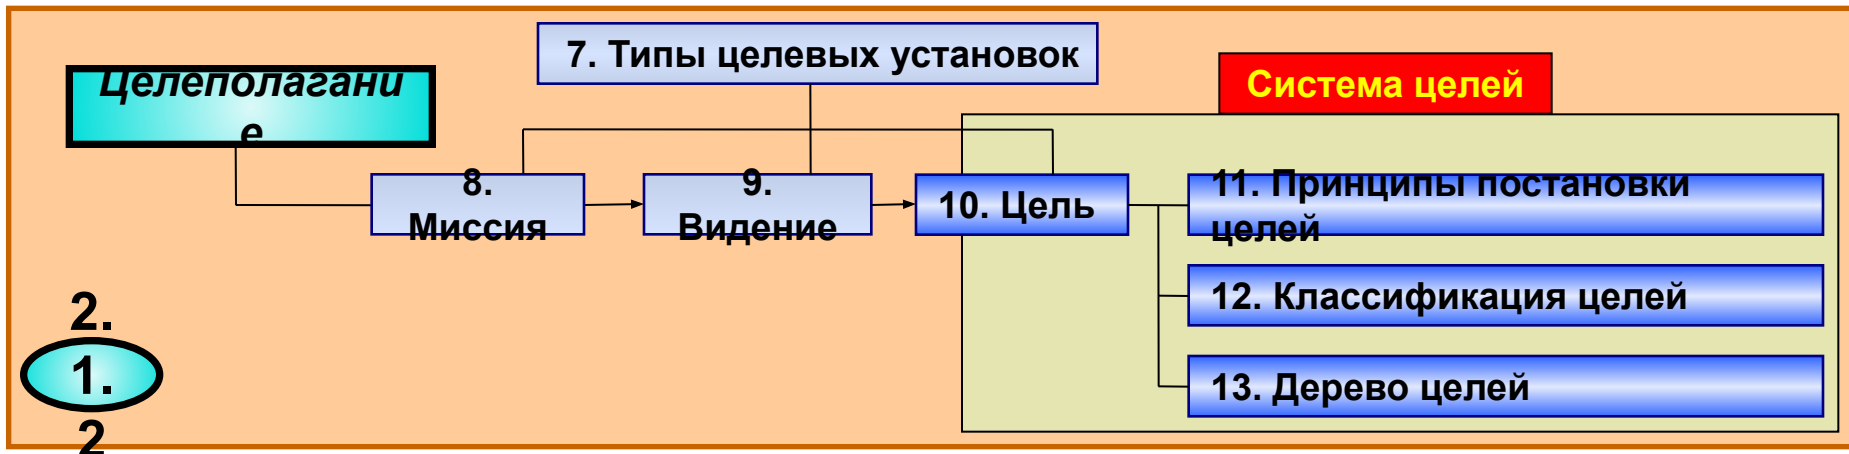 7. Типы целевых установок
Целеполагани
е
Система целей
8.
Миссия
9.
Видение
10. Цель
11. Принципы постановки
целей
12. Классификация целей
13. Дерево целей
2.
1.
2